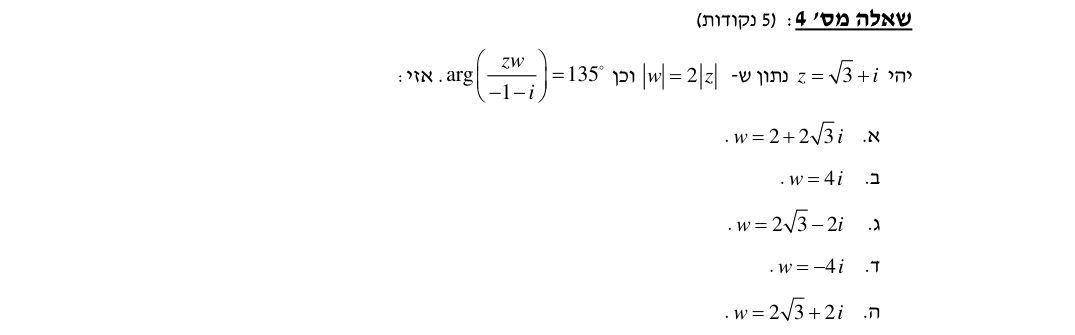 שאלה מס' 4 : (5 נקודות)
יהי z = √3 + i נתון ש- |w| = 2|z| וכן arg(zw / (−1−i)) = 135° . אזי :
א. w = 2 + 2√3 i .
ב. w = 4i .
ג. w = 2√3 − 2i .
ד. w = −4i .
ה. w = 2√3 + 2i .